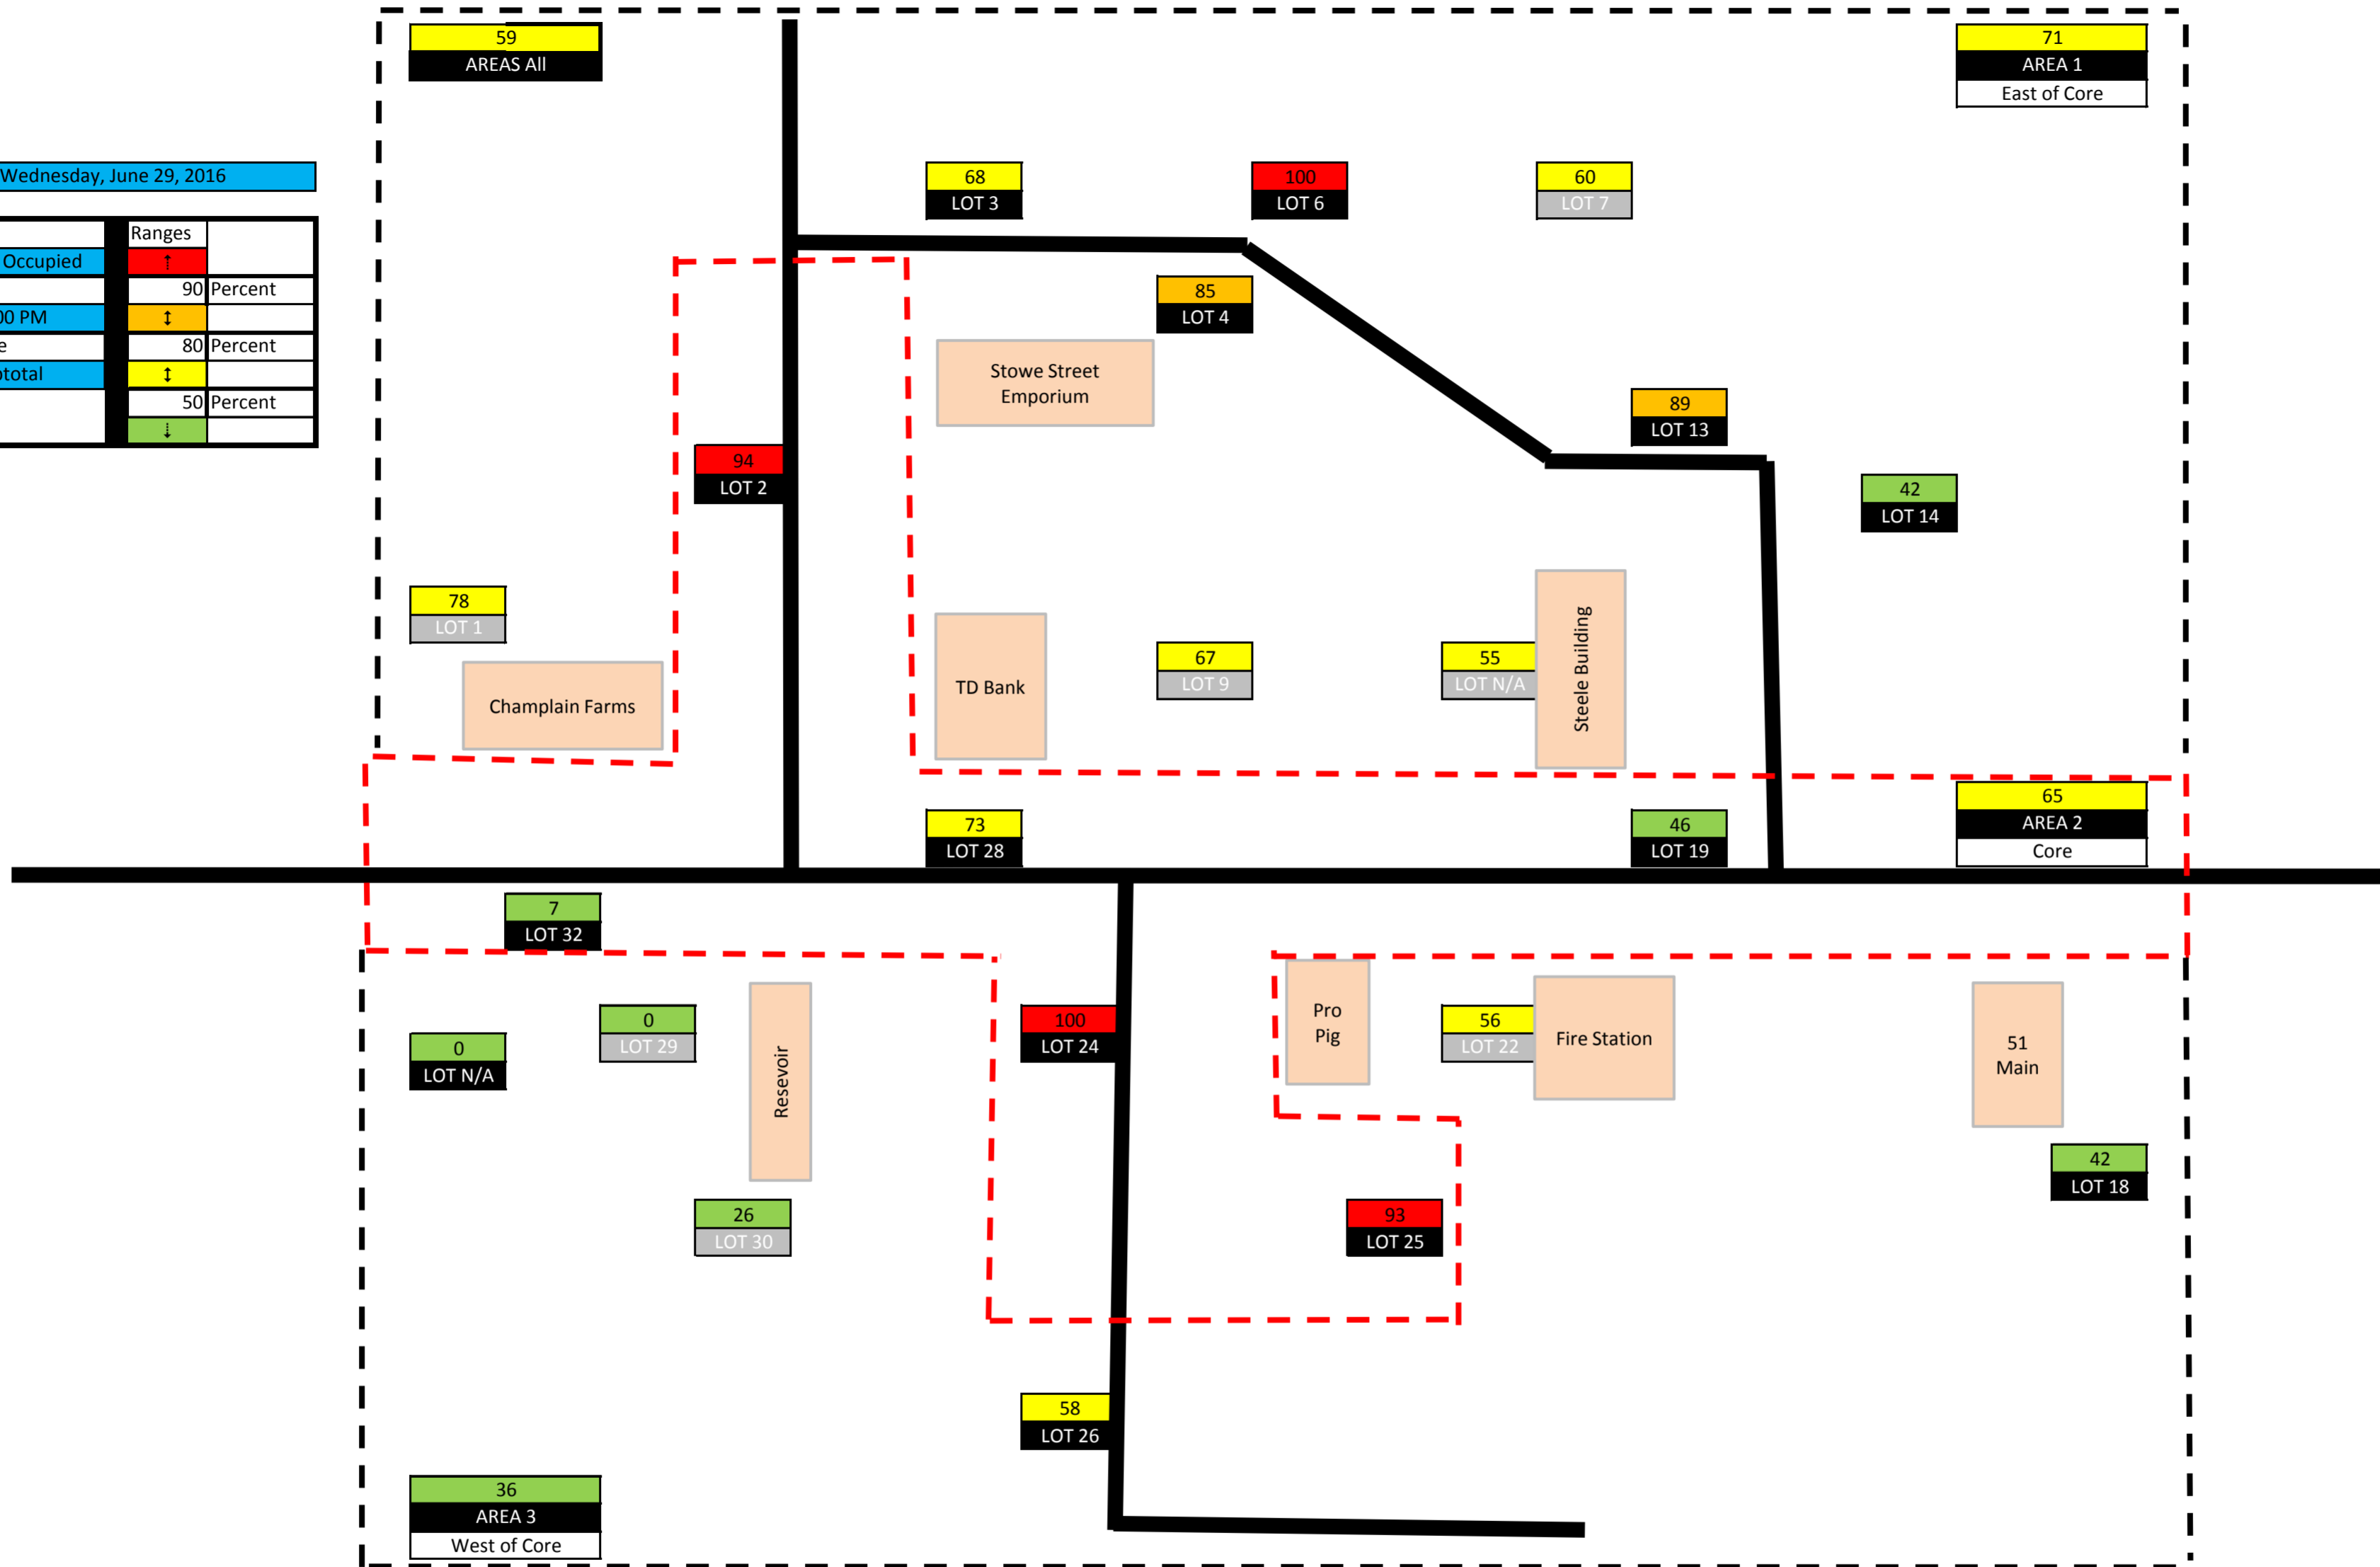 59
AREAS All
71
AREA 1
East of Core
Wednesday, June 29, 2016
Ranges
Occupied ⇡
90 Percent
00 PM ↕
80 Percent
↕
50 Percent
⇣
68
LOT 3
100
LOT 6
60
LOT 7
85
LOT 4
Stowe Street
Emporium
89
LOT 13
94
LOT 2
42
LOT 14
78
LOT 1
Champlain Farms
TD Bank
67
LOT 9
55
LOT N/A
Steele Building
73
LOT 28
46
LOT 19
65
AREA 2
Core
7
LOT 32
0
LOT N/A
0
LOT 29
Resevoir
100
LOT 24
Pro
Pig
56
LOT 22
Fire Station
51
Main
42
LOT 18
26
LOT 30
93
LOT 25
58
LOT 26
36
AREA 3
West of Core